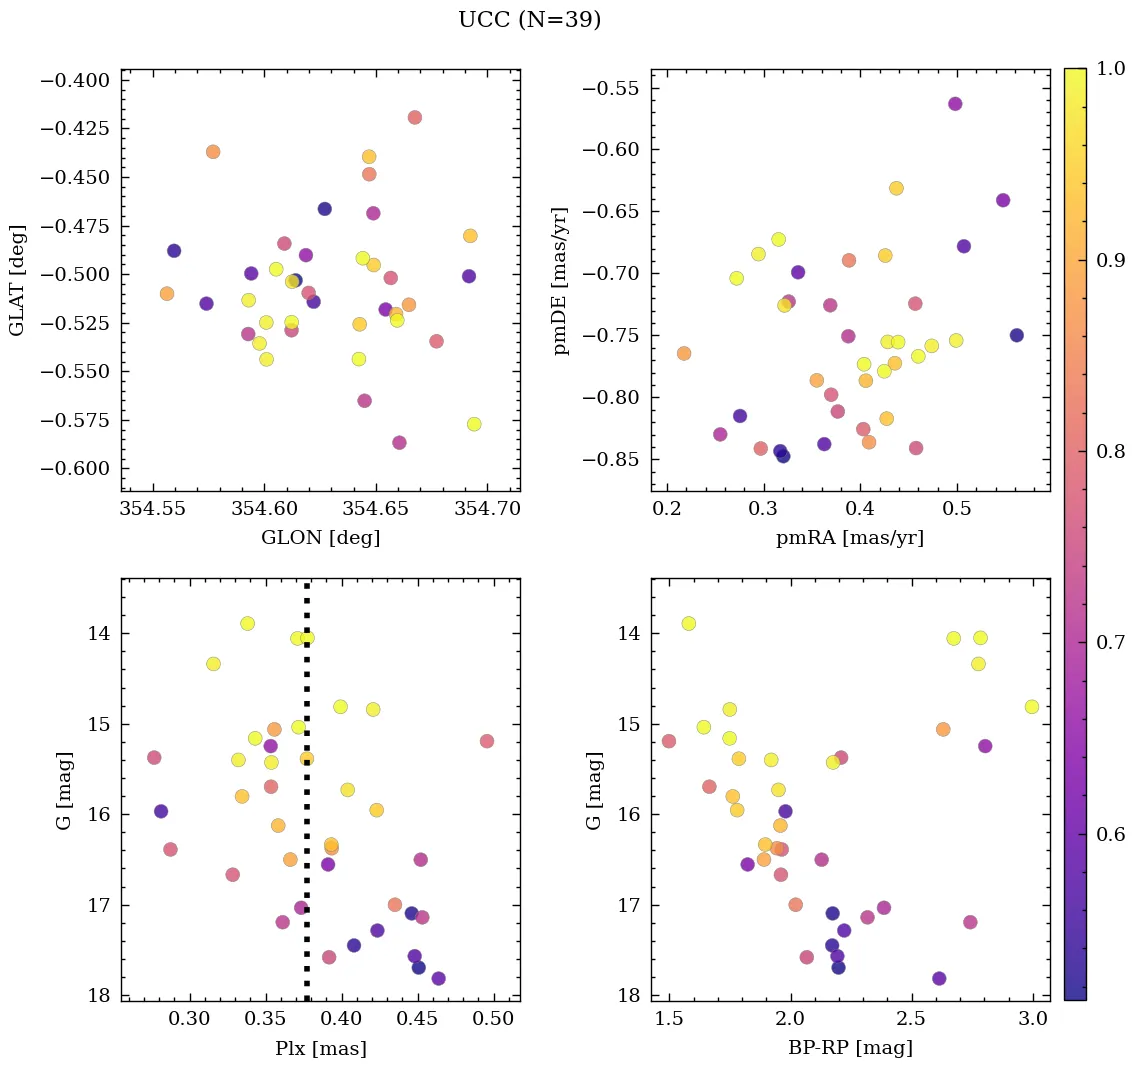 UCC (N=39)
−0.400
−0.425
−0.450
−0.475
−0.500
−0.525
−0.550
−0.575
−0.600
GLAT [deg]
354.55 354.60 354.65 354.70
GLON [deg]
−0.55
−0.60
−0.65
−0.70
−0.75
−0.80
−0.85
pmDE [mas/yr]
0.2 0.3 0.4 0.5
pmRA [mas/yr]
14
15
16
17
18
G [mag]
0.30 0.35 0.40 0.45 0.50
Plx [mas]
14
15
16
17
18
G [mag]
1.5 2.0 2.5 3.0
BP-RP [mag]
1.0
0.9
0.8
0.7
0.6